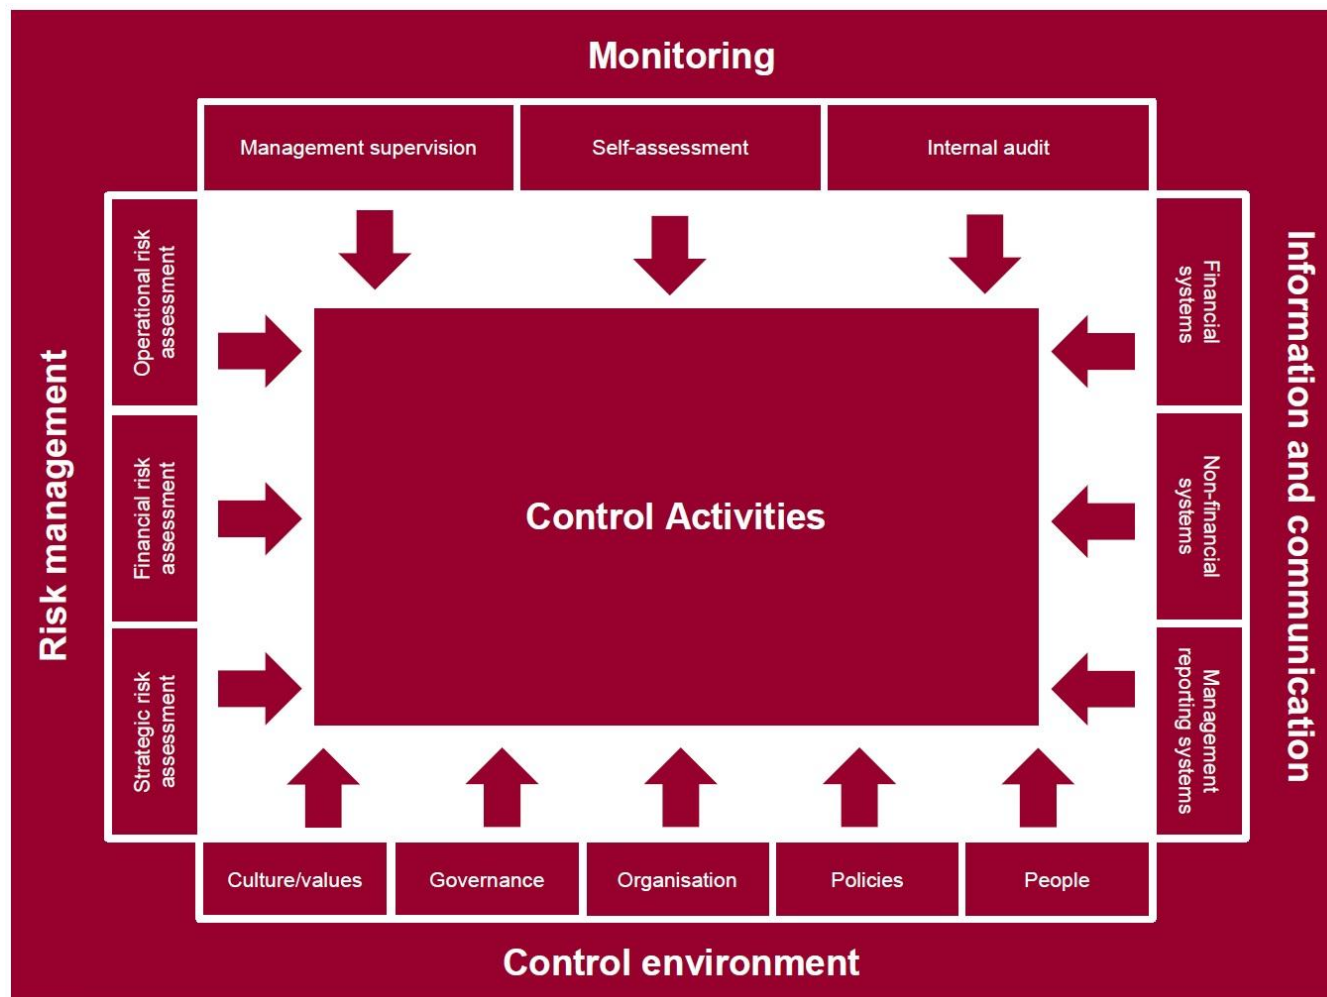 Monitoring
Management supervision
Self-assessment
Internal audit
Risk management
Operational risk
assessment
Financial risk
assessment
Strategic risk
assessment
Control Activities
Financial
systems
Non-financial
systems
Management
reporting systems
Information and communication
Culture/values
Governance
Organisation
Policies
People
Control environment